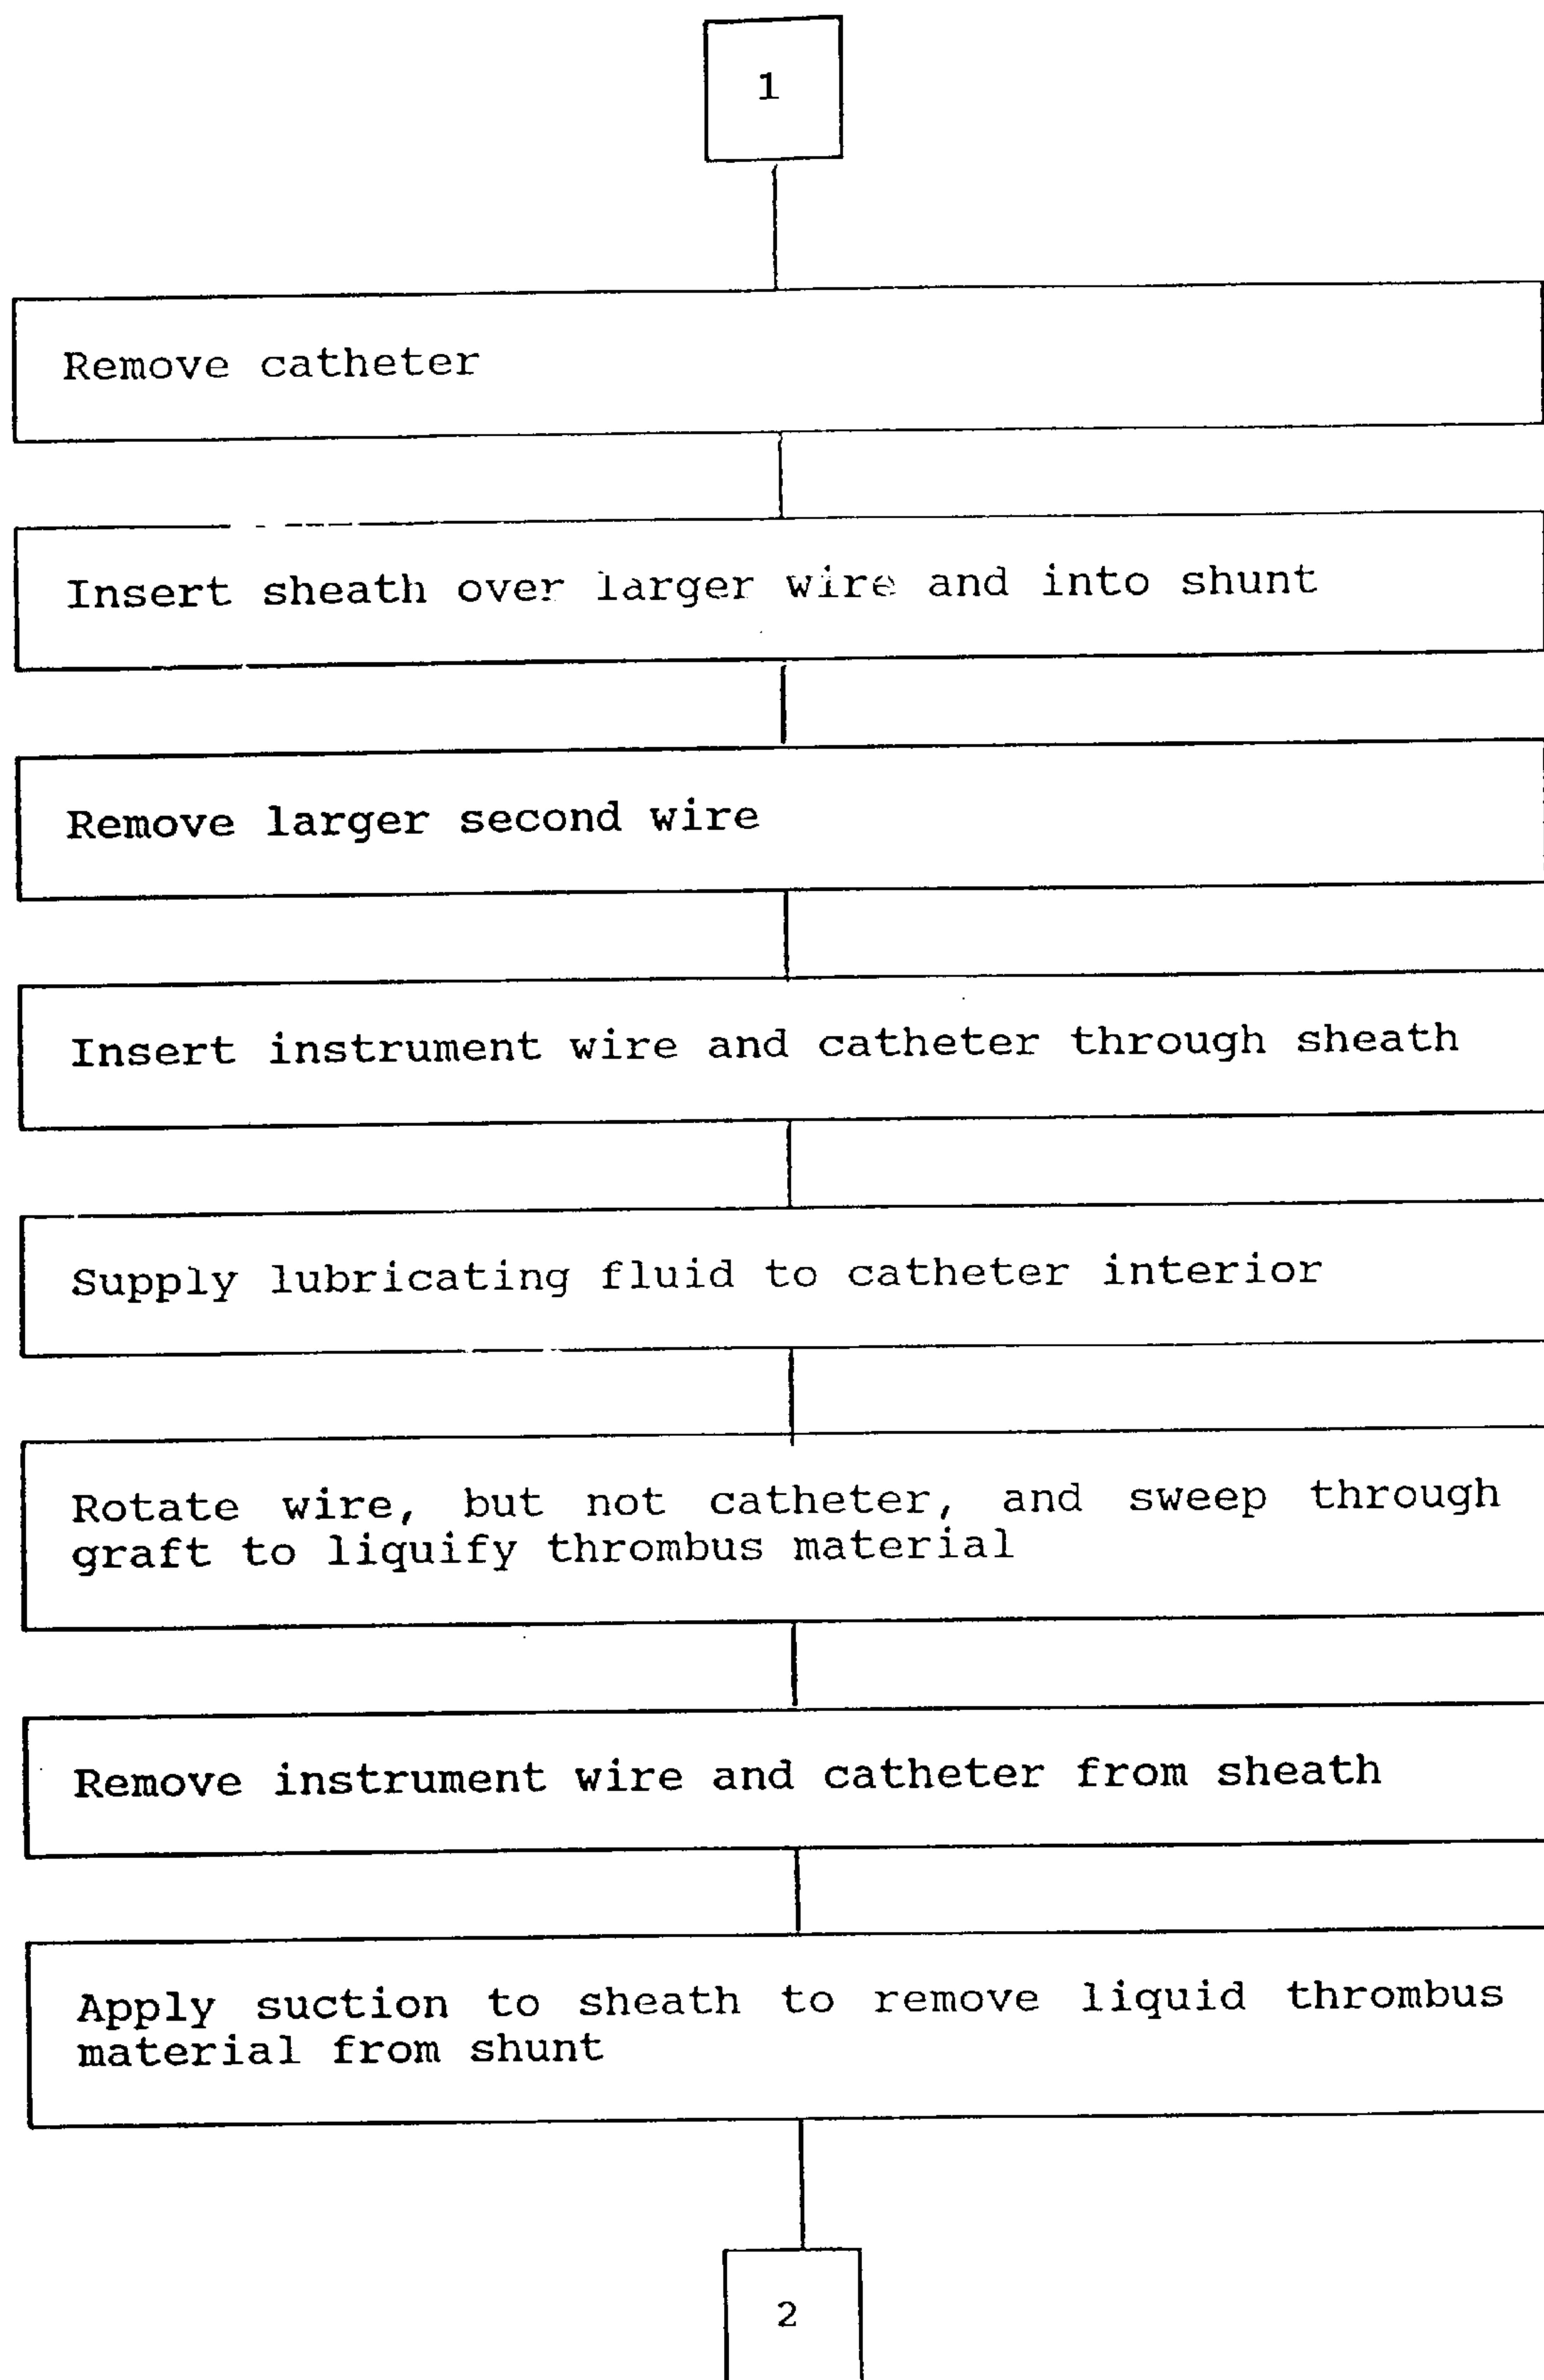 1
Remove catheter
Insert sheath over larger wire and into shunt
Remove larger second wire
Insert instrument wire and catheter through sheath
Supply lubricating fluid to catheter interior
Rotate wire, but not catheter, and sweep through
graft to liquify thrombus material
Remove instrument wire and catheter from sheath
Apply suction to sheath to remove liquid thrombus
material from shunt
2